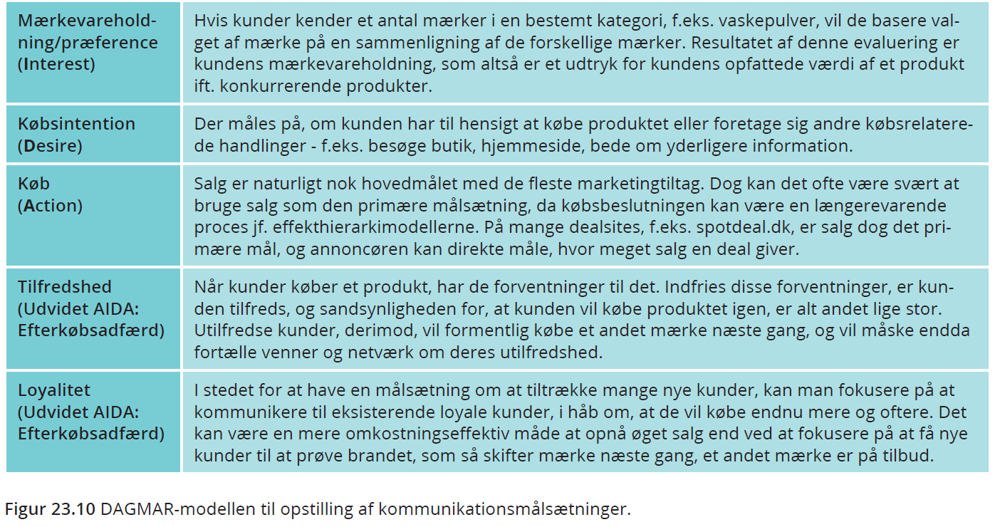 Mærkevarehold-
ning/præference
(Interest)
Hvis kunder kender et antal mærker i en bestemt kategori, f.eks. vaskepulver, vil de basere val-
get af mærke på en sammenligning af de forskellige mærker. Resultatet af denne evaluering er
kundens mærkevareholdning, som altså er et udtryk for kundens opfattede værdi af et produkt
ift. konkurrerende produkter.
Købsintention
(Desire)
Der måles på, om kunden har til hensigt at købe produktet eller foretage sig andre købsrelatere-
de handlinger - f.eks. besøge butik, hjemmeside, bede om yderligere information.
Køb
(Action)
Salg er naturligt nok hovedmålet med de fleste marketingtiltag. Dog kan det ofte være svært at
bruge salg som den primære målsætning, da købsbeslutningen kan være en længerevarende
proces jf. effekthierarkimodellerne. På mange dealsites, f.eks. spotdeal.dk, er salg dog det pri-
mære mål, og annoncøren kan direkte måle, hvor meget salg en deal giver.
Tilfredshed
(Udvidet AIDA:
Efterkøbsadfærd)
Når kunder køber et produkt, har de forventninger til det. Indfries disse forventninger, er kun-
den tilfreds, og sandsynligheden for, at kunden vil købe produktet igen, er alt andet lige stor.
Utilfredse kunder, derimod, vil formentlig købe et andet mærke næste gang, og vil måske endda
fortælle venner og netværk om deres utilfredshed.
Loyalitet
(Udvidet AIDA:
Efterkøbsadfærd)
I stedet for at have en målsætning om at tiltrække mange nye kunder, kan man fokusere på at
kommunikere til eksisterende loyale kunder, i håb om, at de vil købe endnu mere og oftere. Det
kan være en mere omkostningseffektiv måde at opnå øget salg end ved at fokusere på at få nye
kunder til at prøve brandet, som så skifter mærke næste gang, et andet mærke er på tilbud.
Figur 23.10 DAGMAR-modellen til opstilling af kommunikationsmålsætninger.